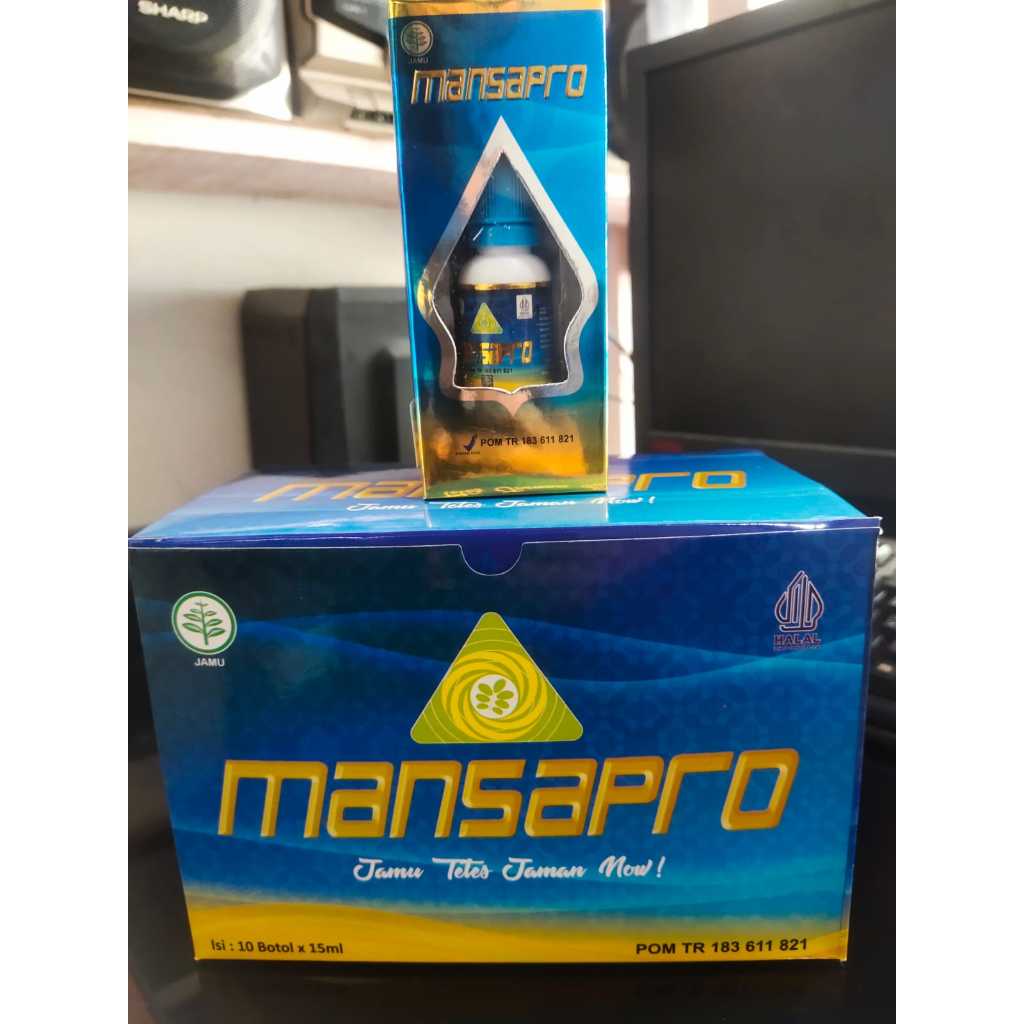 SHARP
JAMU
mansapro
POM TR 183 611 821
mansapro
Jamu Tetes Jaman Now!
JAMU
HALAL
mansapro
Jamu Tetes Jaman Now!
Isi : 10 Botol x 15ml
POM TR 183 611 821